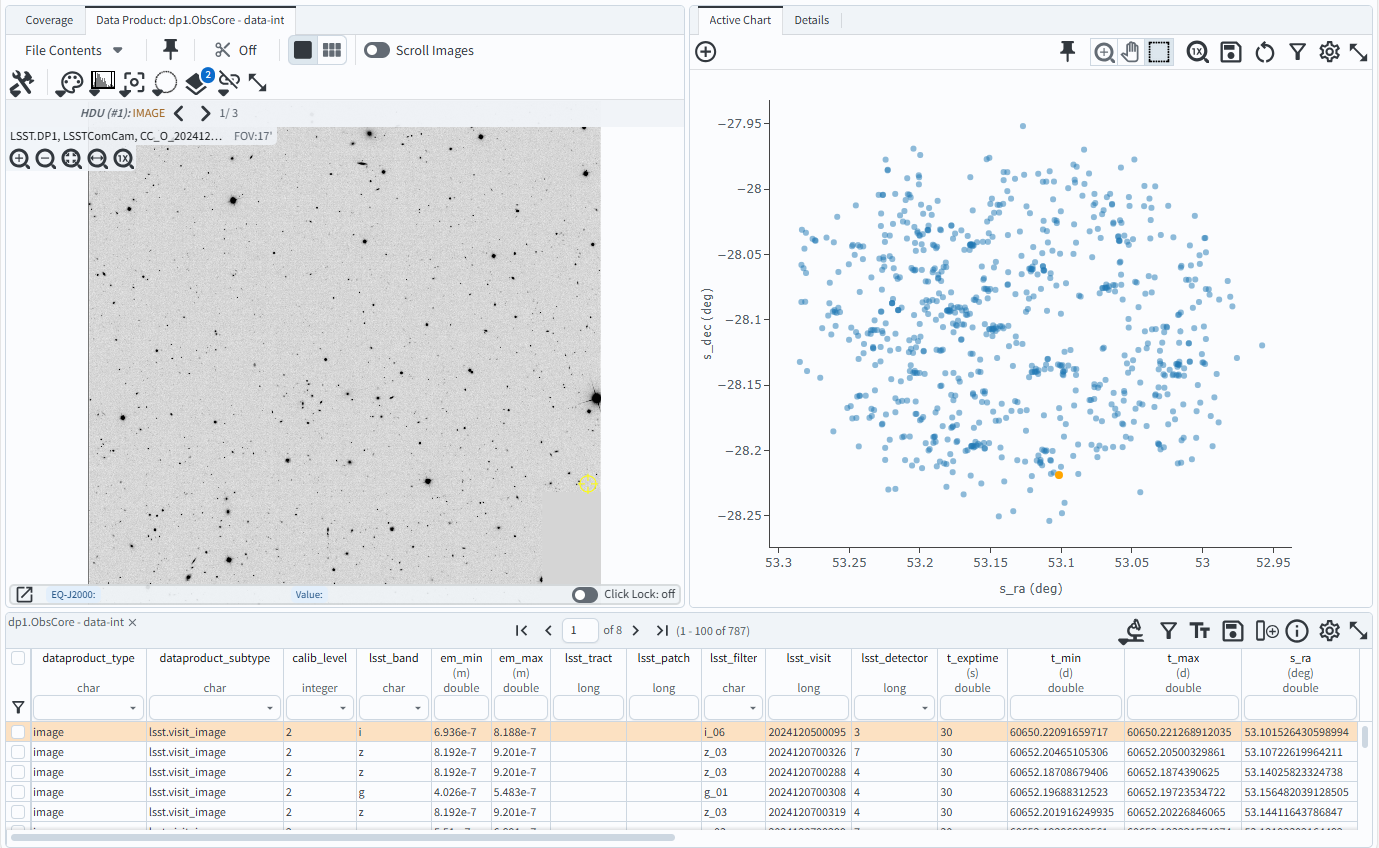 Coverage
Data Product: dp1.ObsCore - data-int
File Contents
Off
Scroll Images
2
HDU (#1): IMAGE
1/ 3
LSST.DP1, LSSTComCam, CC_O_202412...
FOV:17'
1X
EQ-J2000:
Value:
Click Lock: off
Active Chart
Details
1X
−27.95
−28
−28.05
−28.1
−28.15
−28.2
−28.25
s_dec (deg)
53.3 53.25 53.2 53.15 53.1 53.05 53 52.95
s_ra (deg)
dp1.ObsCore - data-int
1 of 8
(1 - 100 of 787)
dataproduct_type dataproduct_subtype calib_level lsst_band em_min em_max lsst_tract lsst_patch lsst_filter lsst_visit lsst_detector t_exptime t_min t_max s_ra
(m) (m) (s) (d) (d) (deg)
char char integer char double double long long char long long double double double double
image lsst.visit_image 2 i 6.936e-7 8.188e-7 i_06 2024120500095 3 30 60650.22091659717 60650.221268912035 53.101526430598994
image lsst.visit_image 2 z 8.192e-7 9.201e-7 z_03 2024120700326 7 30 60652.20465105306 60652.20500329861 53.10722619964211
image lsst.visit_image 2 z 8.192e-7 9.201e-7 z_03 2024120700288 4 30 60652.18708679406 60652.1874390625 53.14025823324738
image lsst.visit_image 2 g 4.026e-7 5.483e-7 g_01 2024120700308 4 30 60652.19688312523 60652.19723534722 53.156482039128505
image lsst.visit_image 2 z 8.192e-7 9.201e-7 z_03 2024120700319 4 30 60652.201916249935 60652.20226846065 53.14411643786847